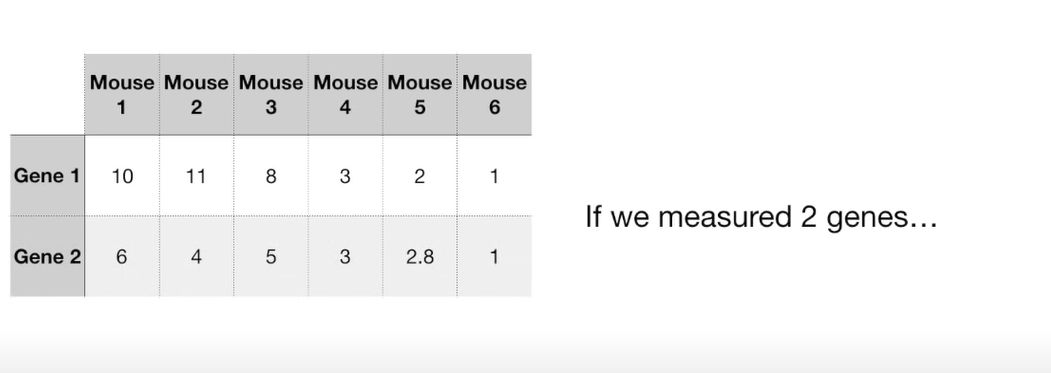 Mouse 1 Mouse 2 Mouse 3 Mouse 4 Mouse 5 Mouse 6
Gene 1 10 11 8 3 2 1
Gene 2 6 4 5 3 2.8 1
If we measured 2 genes…